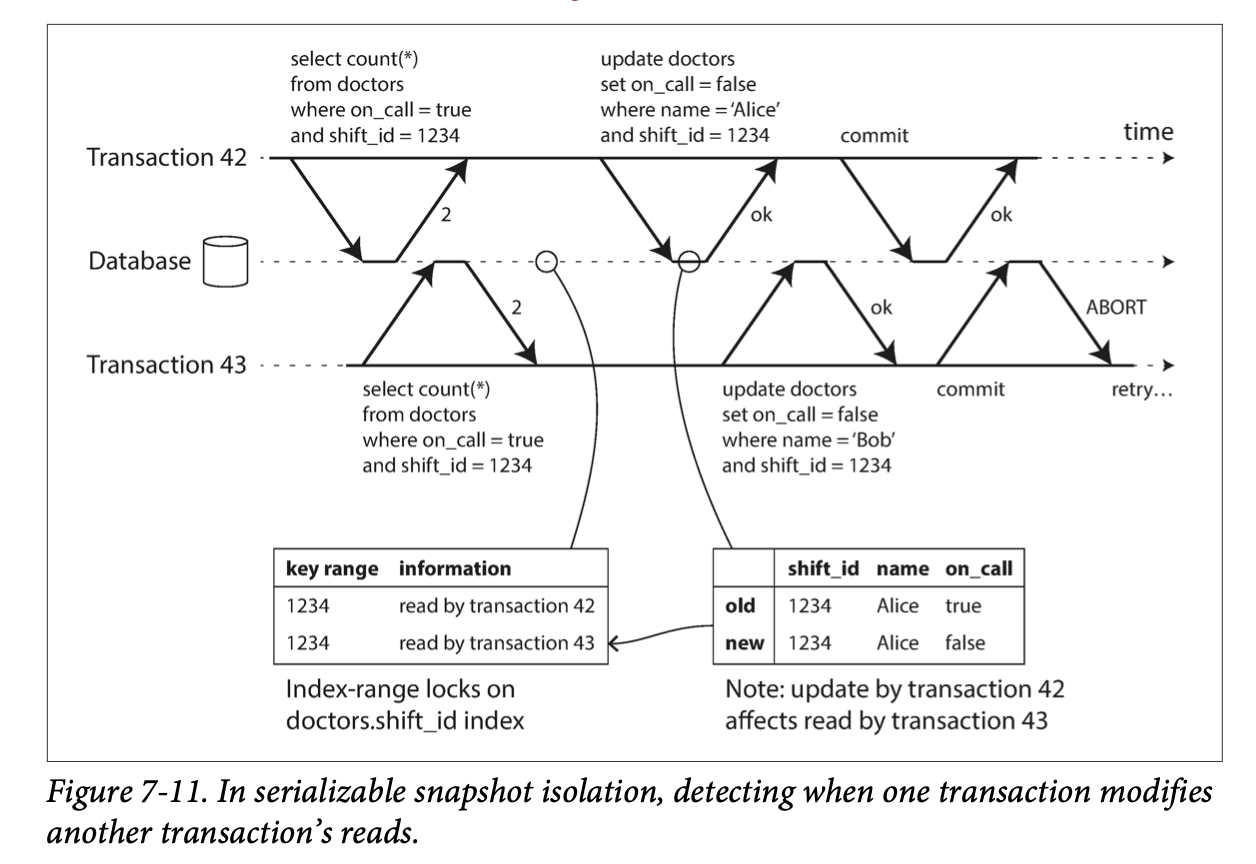 select count(*)
from doctors
where on_call = true
and shift_id = 1234
update doctors
set on_call = false
where name = ‘Alice’
and shift_id = 1234
commit
time
Transaction 42
2
ok
ok
Database
2
ok
ABORT
Transaction 43
select count(*)
from doctors
where on_call = true
and shift_id = 1234
update doctors
set on_call = false
where name = ‘Bob’
and shift_id = 1234
commit
retry…
key range information
1234 read by transaction 42
1234 read by transaction 43
Index-range locks on
doctors.shift_id index
shift_id name on_call
old 1234 Alice true
new 1234 Alice false
Note: update by transaction 42
affects read by transaction 43
Figure 7-11. In serializable snapshot isolation, detecting when one transaction modifies
another transaction’s reads.